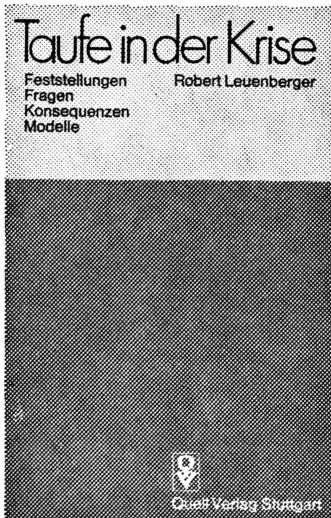 Taufe in der Krise
Feststellungen Robert Leuenberger
Fragen
Konsequenzen
Modelle
Quell Verlag Stuttgart